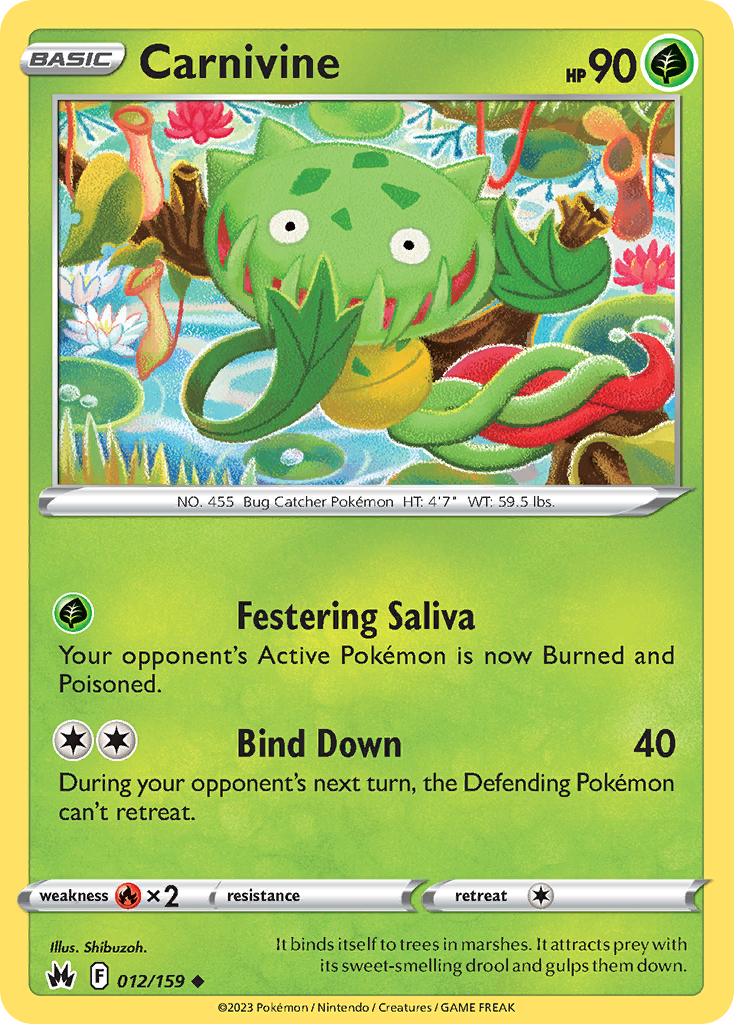 BASIC Carnivine HP 90
NO. 455 Bug Catcher Pokémon HT: 4'7" WT: 59.5 lbs.
Festering Saliva
Your opponent's Active Pokémon is now Burned and
Poisoned.
Bind Down 40
During your opponent's next turn, the Defending Pokémon
can't retreat.
weakness ×2 resistance retreat
Illus. Shibuzoh.
It binds itself to trees in marshes. It attracts prey with
its sweet-smelling drool and gulps them down.
F 012/159
©2023 Pokémon / Nintendo / Creatures / GAME FREAK